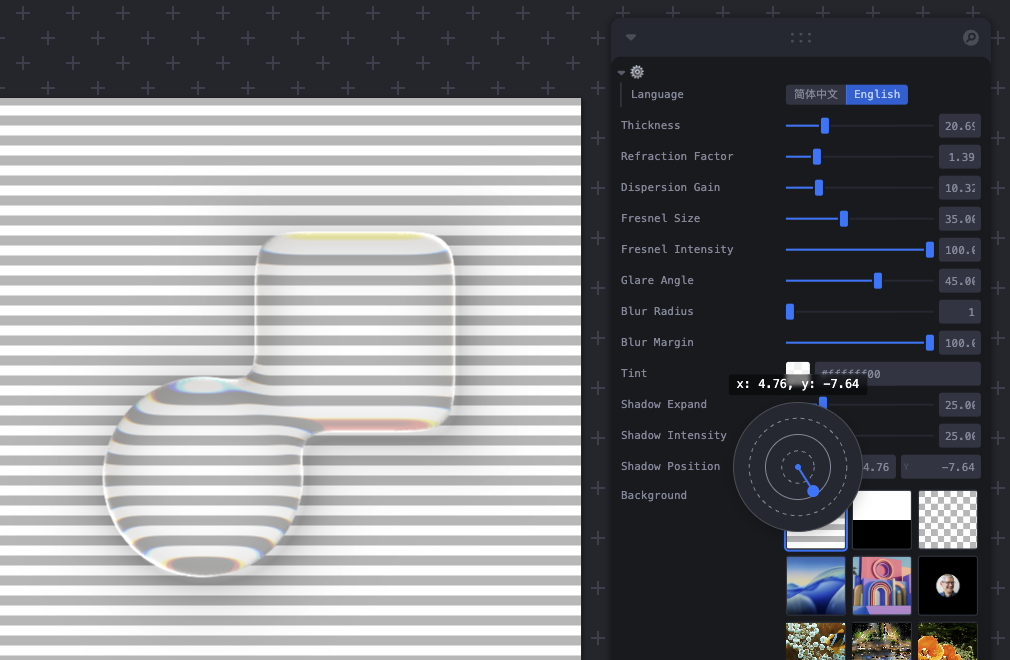 Language 简体中文 English
Thickness 20.69
Refraction Factor 1.39
Dispersion Gain 10.32
Fresnel Size 35.00
Fresnel Intensity 100.0
Glare Angle 45.00
Blur Radius 1
Blur Margin 100.0
Tint #ffffff00
x: 4.76, y: -7.64
Shadow Expand 25.00
Shadow Intensity 25.00
Shadow Position 4.76 Y -7.64
Background